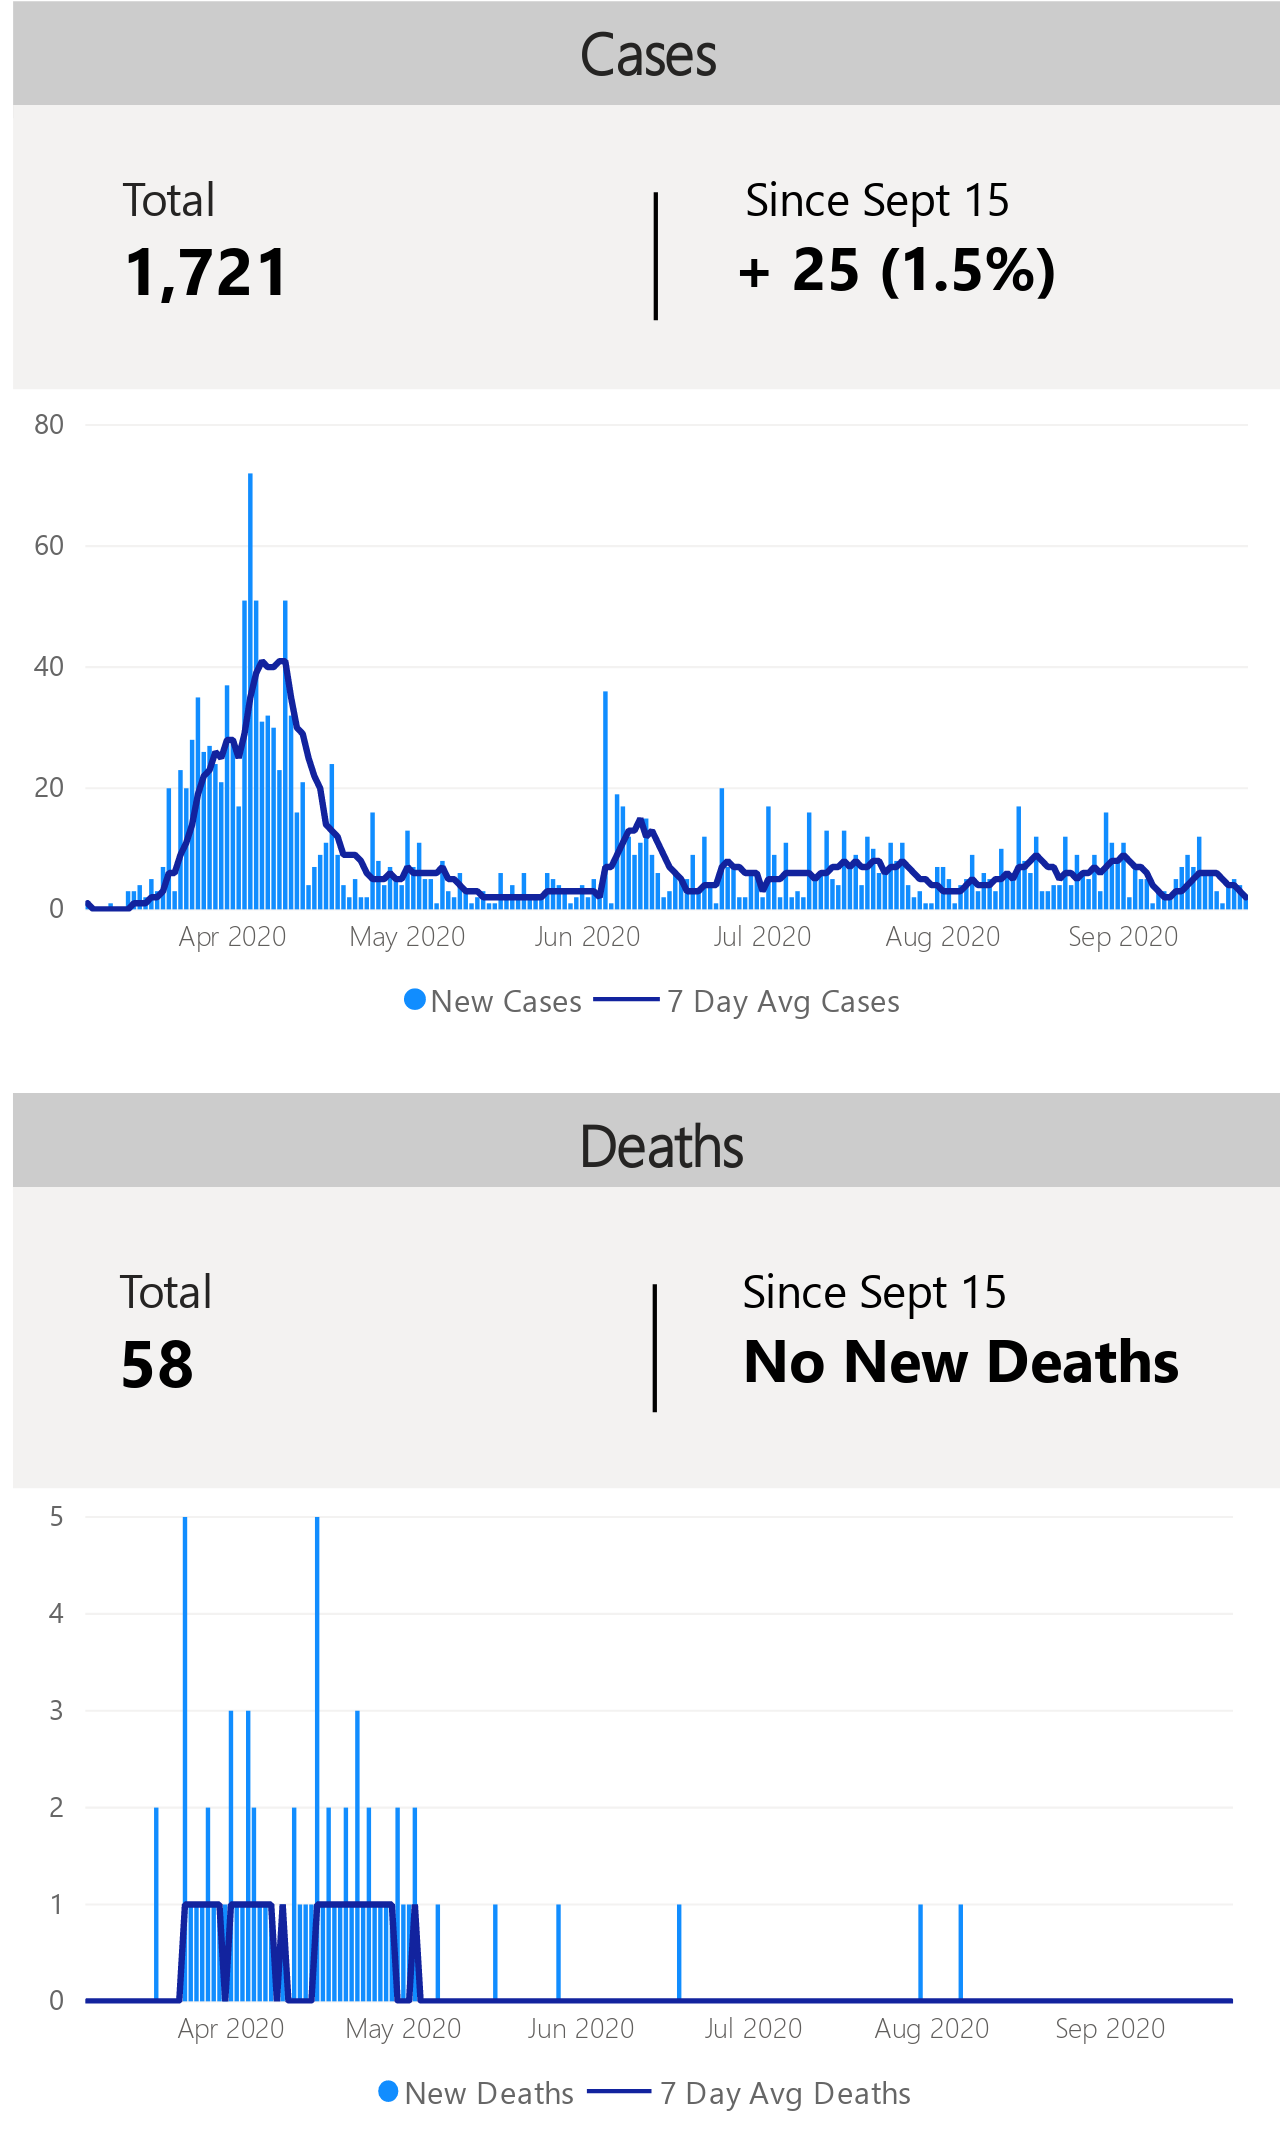 Cases
Total
Since Sept 15
1,721
+ 25 (1.5%)
80
60
40
20
0
Apr 2020 May 2020 Jun 2020 Jul 2020 Aug 2020 Sep 2020
New Cases 7 Day Avg Cases
Deaths
Total
Since Sept 15
58
No New Deaths
5
4
3
2
1
0
Apr 2020 May 2020 Jun 2020 Jul 2020 Aug 2020 Sep 2020
New Deaths 7 Day Avg Deaths